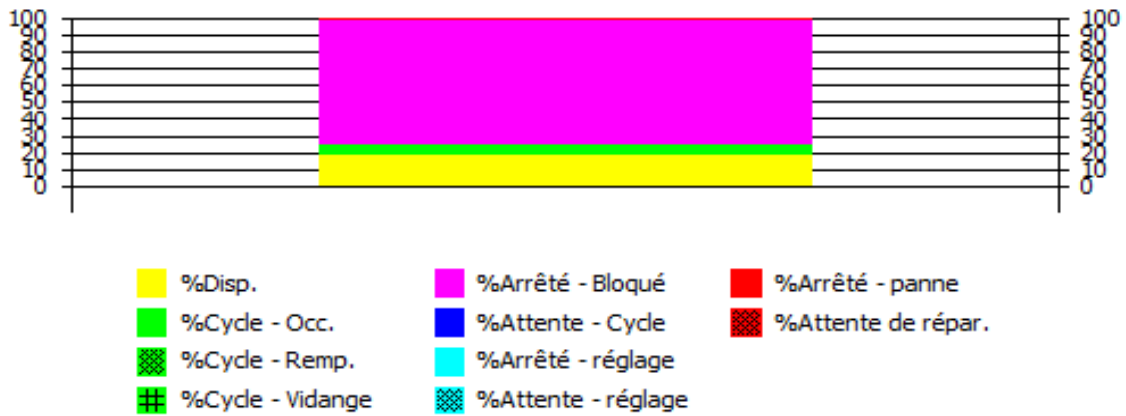 100 100
90 90
80 80
70 70
60 60
50 50
40 40
30 30
20 20
10 10
0 0
%Disp. %Arrêté - Bloqué %Arrêté - panne
%Cycle - Occ. %Attente - Cycle %Attente de répar.
%Cycle - Remp. %Arrêté - réglage
%Cycle - Vidange %Attente - réglage